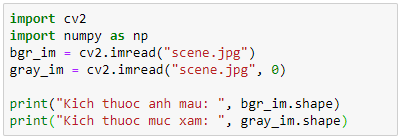 import cv2
import numpy as np
bgr_im = cv2.imread("scene.jpg")
gray_im = cv2.imread("scene.jpg", 0)
print("Kich thuoc anh mau: ", bgr_im.shape)
print("Kich thuoc muc xam: ", gray_im.shape)